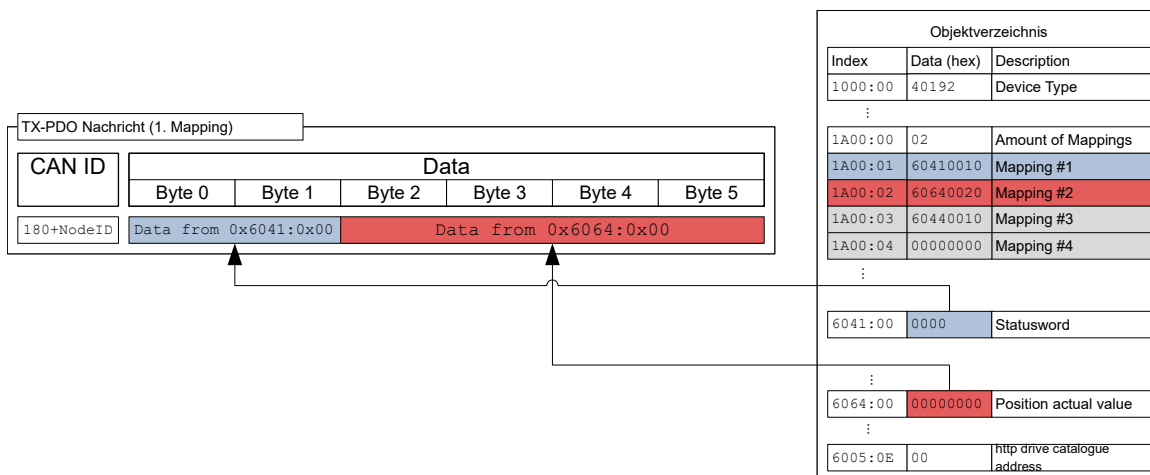 TX-PDO Nachricht (1. Mapping)
CAN ID Data
Byte 0 Byte 1 Byte 2 Byte 3 Byte 4 Byte 5
180+NodeID Data from 0x6041:0x00 Data from 0x6064:0x00
Objektverzeichnis
Index Data (hex) Description
1000:00 40192 Device Type
⋮
1A00:00 02 Amount of Mappings
1A00:01 60410010 Mapping #1
1A00:02 60640020 Mapping #2
1A00:03 60440010 Mapping #3
1A00:04 00000000 Mapping #4
⋮
6041:00 0000 Statusword
⋮
6064:00 00000000 Position actual value
⋮
6005:0E 00 http drive catalogue
address